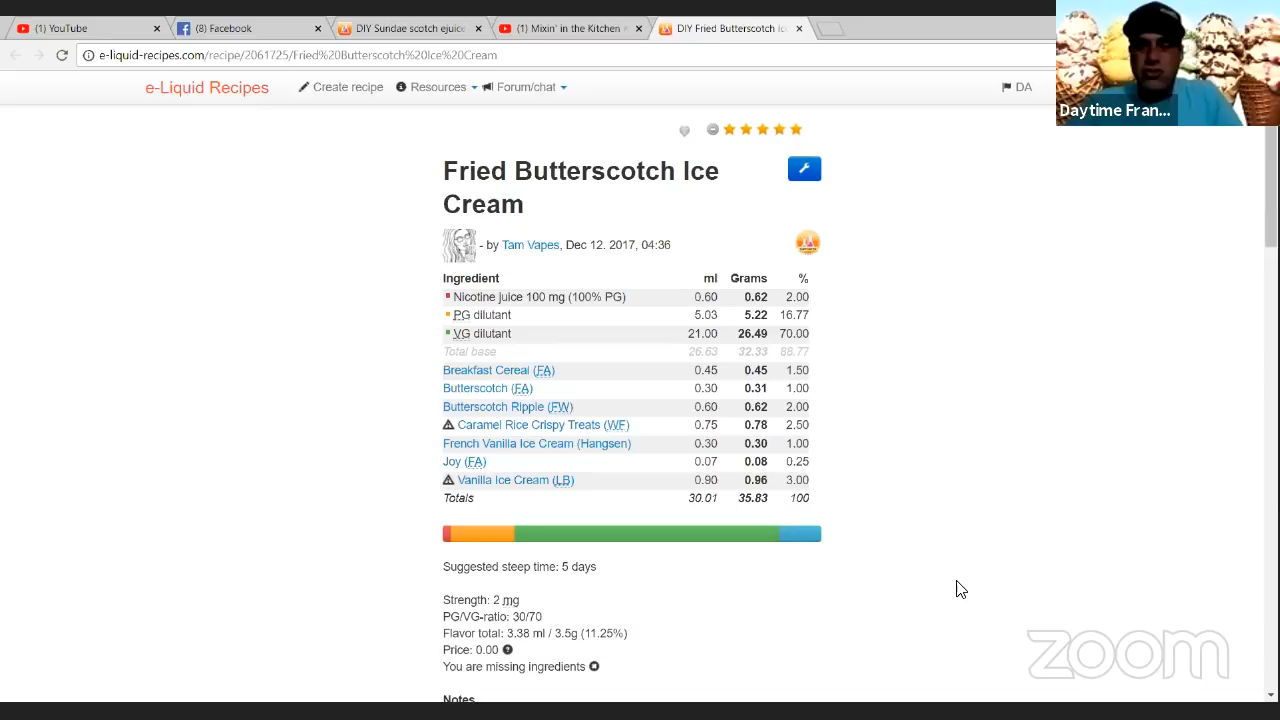 (1) YouTube
(8) Facebook
DIY Sundae scotch ejuice
(1) Mixin' in the Kitchen
DIY Fried Butterscotch Ice
e-liquid-recipes.com/recipe/2061725/Fried%20Butterscotch%20Ice%20Cream
Daytime Fran...
e-Liquid Recipes Create recipe Resources Forum/chat DA
Fried Butterscotch Ice
Cream
- by Tam Vapes, Dec 12. 2017, 04:36
Ingredient ml Grams %
Nicotine juice 100 mg (100% PG) 0.60 0.62 2.00
PG dilutant 5.03 5.22 16.77
VG dilutant 21.00 26.49 70.00
Total base 26.63 32.33 88.77
Breakfast Cereal (FA) 0.45 0.45 1.50
Butterscotch (FA) 0.30 0.31 1.00
Butterscotch Ripple (FW) 0.60 0.62 2.00
Caramel Rice Crispy Treats (WF) 0.75 0.78 2.50
French Vanilla Ice Cream (Hangsen) 0.30 0.30 1.00
Joy (FA) 0.07 0.08 0.25
Vanilla Ice Cream (LB) 0.90 0.96 3.00
Totals 30.01 35.83 100
Suggested steep time: 5 days
Strength: 2 mg
PG/VG-ratio: 30/70
Flavor total: 3.38 ml / 3.5g (11.25%)
Price: 0.00
You are missing ingredients
Notes
zoom